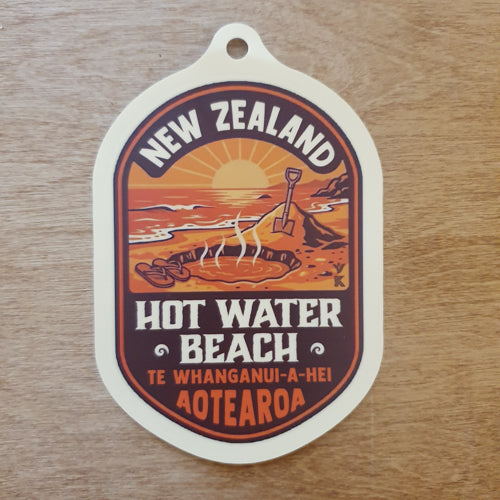 NEW ZEALAND
HOT WATER
BEACH
TE WHANGANUI-A-HEI
AOTEAROA